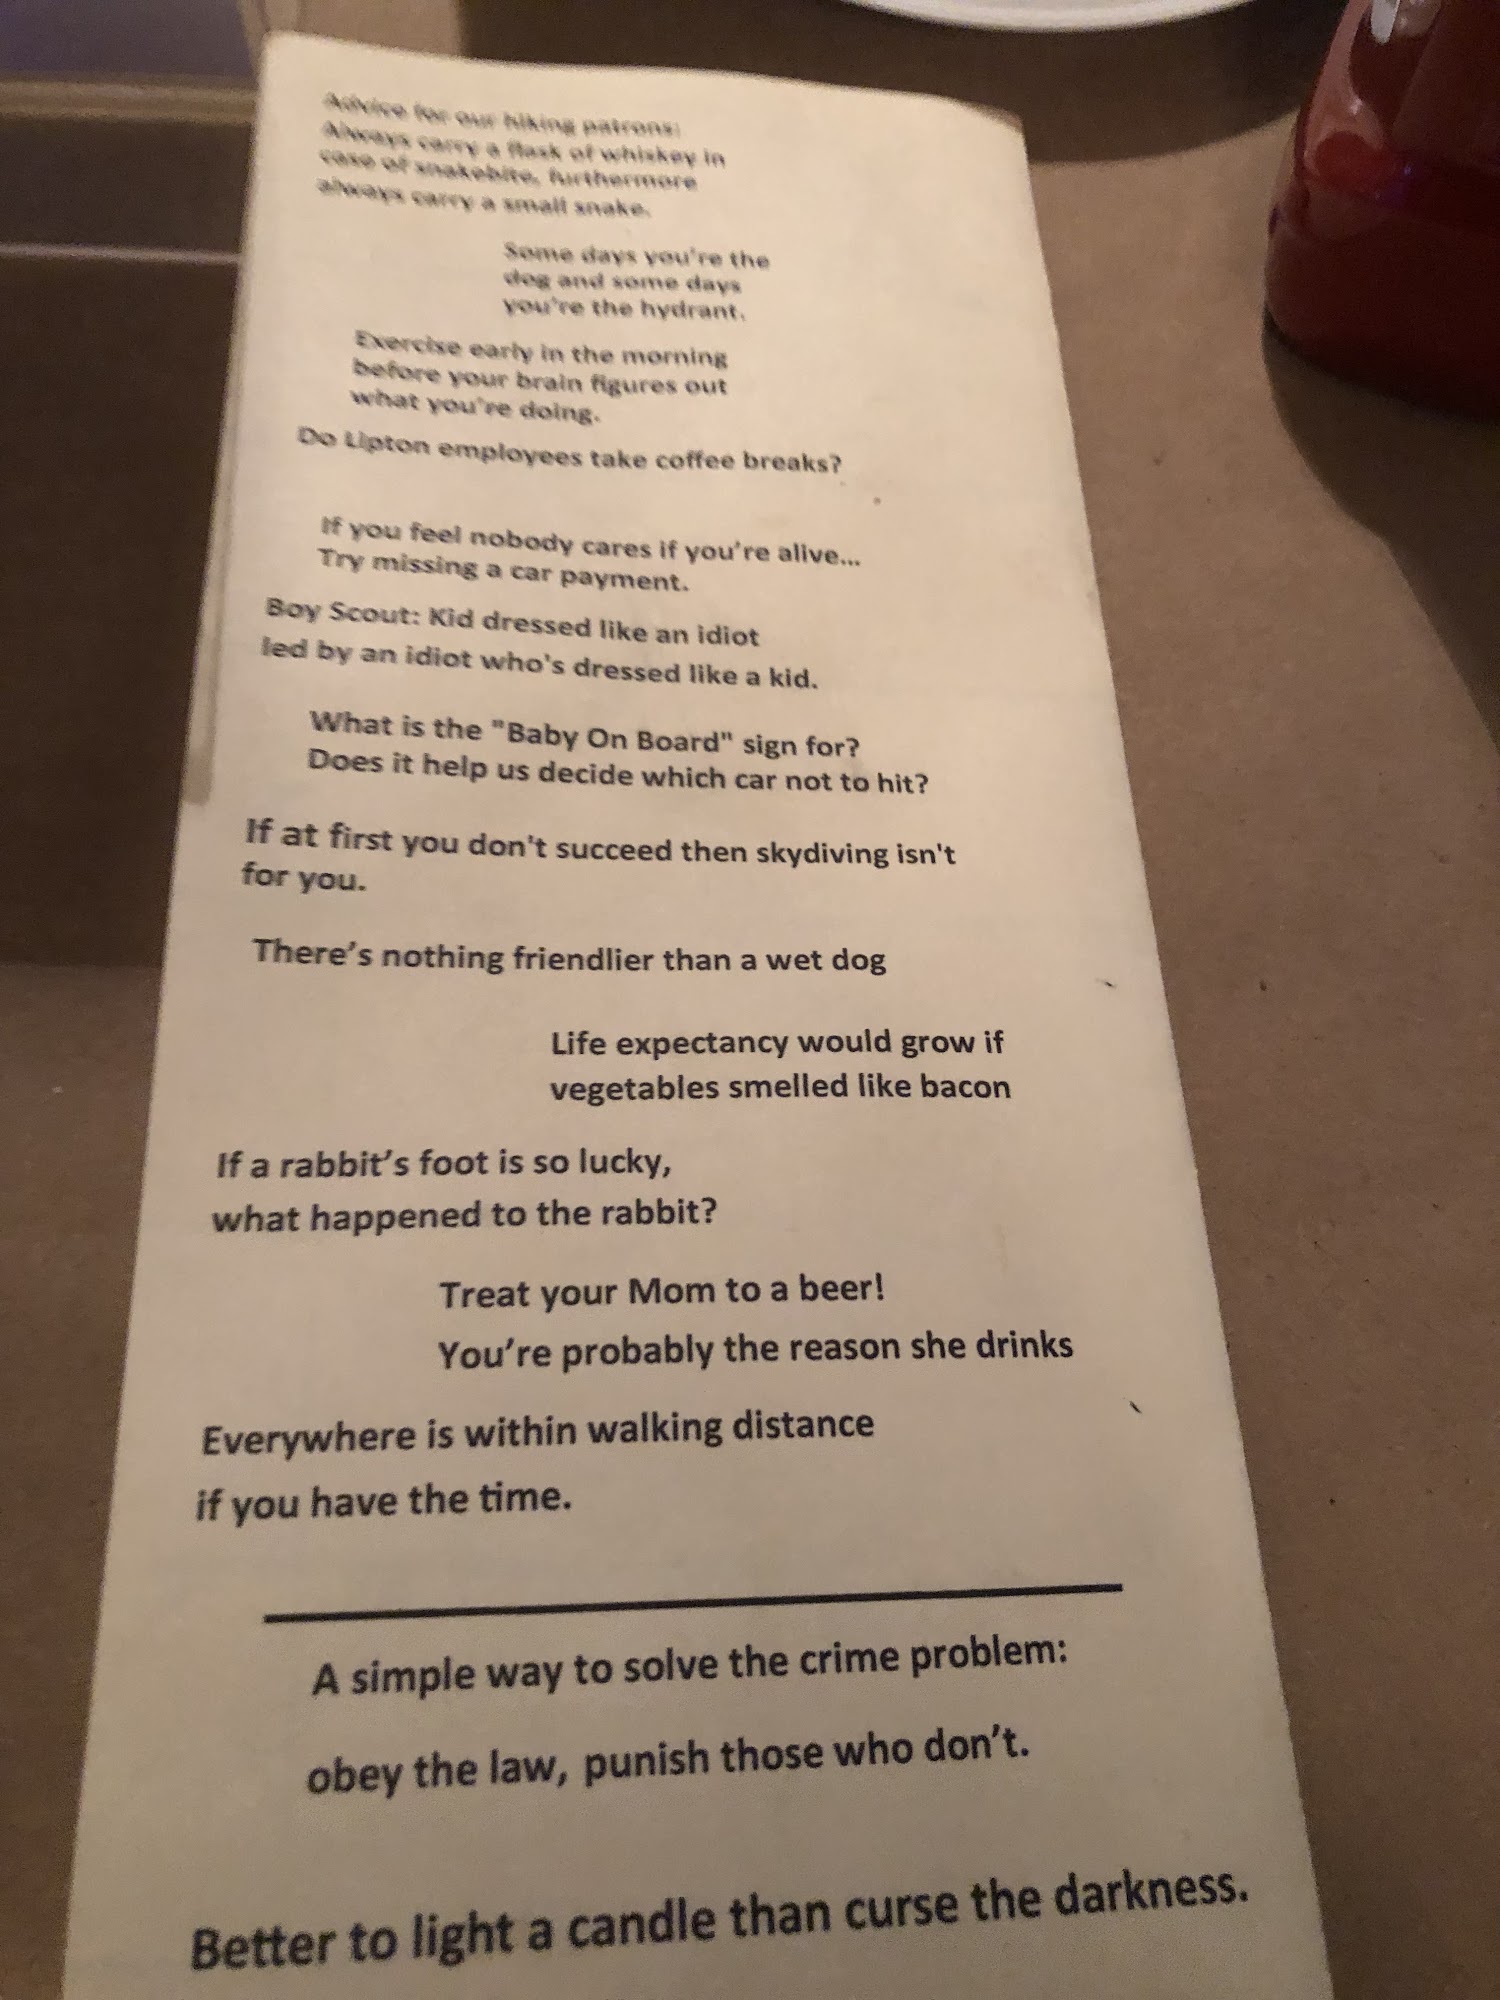 Advice for our hiking patrons:
Always carry a flask of whiskey in
case of snakebite, furthermore
always carry a small snake.
Some days you're the
dog and some days
you're the hydrant.
Exercise early in the morning
before your brain figures out
what you're doing.
Do Lipton employees take coffee breaks?
If you feel nobody cares if you're alive...
Try missing a car payment.
Boy Scout: Kid dressed like an idiot
led by an idiot who's dressed like a kid.
What is the "Baby On Board" sign for?
Does it help us decide which car not to hit?
If at first you don't succeed then skydiving isn't
for you.
There's nothing friendlier than a wet dog
Life expectancy would grow if
vegetables smelled like bacon
If a rabbit's foot is so lucky,
what happened to the rabbit?
Treat your Mom to a beer!
You're probably the reason she drinks
Everywhere is within walking distance
if you have the time.
A simple way to solve the crime problem:
obey the law, punish those who don't.
Better to light a candle than curse the darkness.